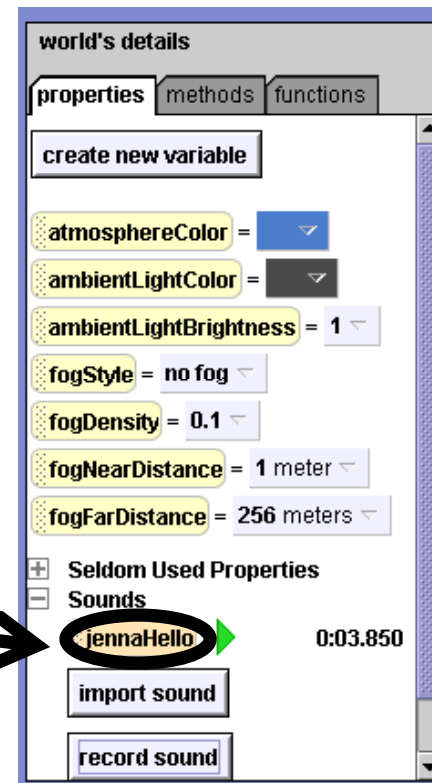 world's details
properties methods functions
create new variable
atmosphereColor =
ambientLightColor =
ambientLightBrightness = 1
fogStyle = no fog
fogDensity = 0.1
fogNearDistance = 1 meter
fogFarDistance = 256 meters
+ Seldom Used Properties
− Sounds
jennaHello 0:03.850
import sound
record sound